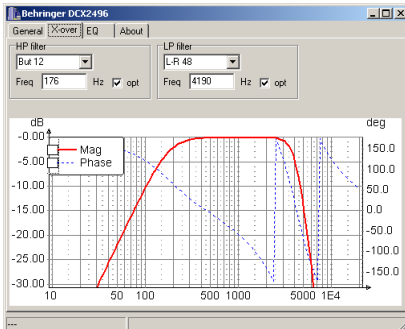 Behringer DCX2496
General X-over EQ About
HP filter
But 12
Freq 176 Hz opt
LP filter
L-R 48
Freq 4190 Hz opt
dB
deg
Mag
Phase
-0.00
-5.00
-10.00
-15.00
-20.00
-25.00
-30.00
150.0
100.0
50.0
0.0
-50.0
-100.0
-150.0
10 50 100 500 1000 5000 1E4
---